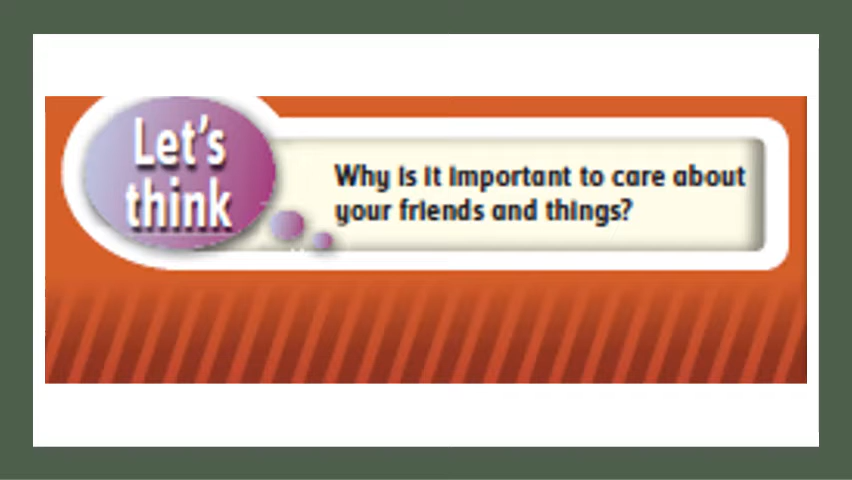 Let's
think
Why is it important to care about
your friends and things?